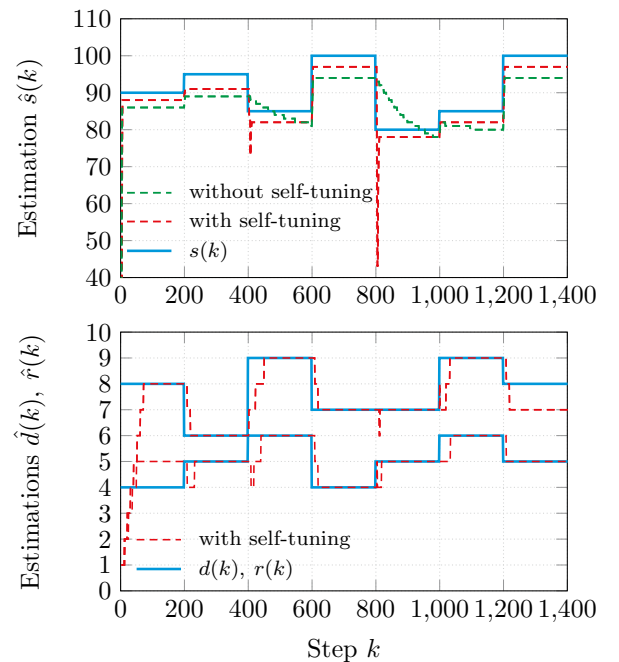 110
100
90
80
70
60
50
40
Estimation ŝ(k)
without self-tuning
with self-tuning
s(k)
0 200 400 600 800 1,000 1,200 1,400
10
9
8
7
6
5
4
3
2
1
0
Estimations d̂(k), r̂(k)
with self-tuning
d(k), r(k)
0 200 400 600 800 1,000 1,200 1,400
Step k